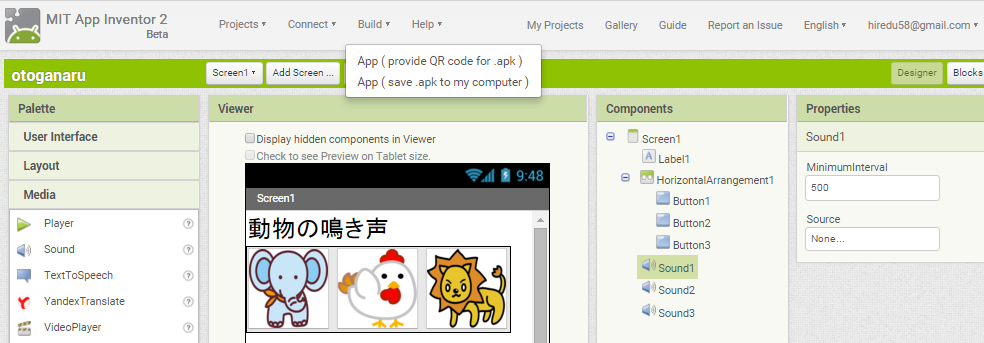 MIT App Inventor 2
Beta
Projects Connect Build Help My Projects Gallery Guide Report an Issue English hiredu58@gmail.com
App ( provide QR code for .apk )
App ( save .apk to my computer )
otoganaru Screen1 Add Screen ... Designer Blocks
Palette
User Interface
Layout
Media
Player
Sound
TextToSpeech
YandexTranslate
VideoPlayer
Viewer
Display hidden components in Viewer
Check to see Preview on Tablet size.
9:48
Screen1
動物の鳴き声
Components
Screen1
Label1
HorizontalArrangement1
Button1
Button2
Button3
Sound1
Sound2
Sound3
Properties
Sound1
MinimumInterval
500
Source
None...